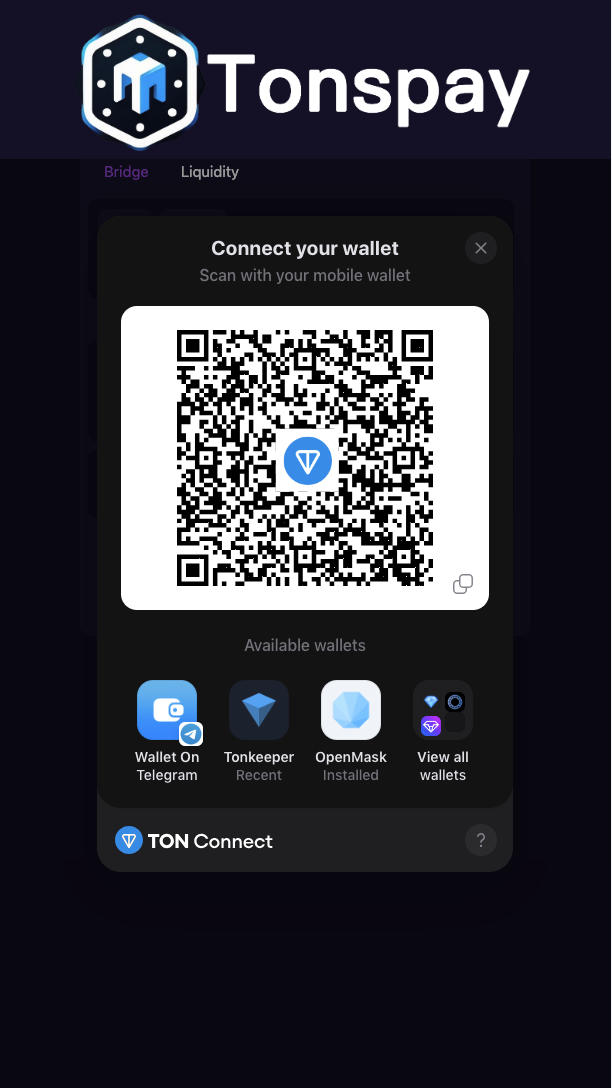 Tonspay
Bridge Liquidity
Connect your wallet
Scan with your mobile wallet
Available wallets
Wallet On Telegram
Tonkeeper
Recent
OpenMask
Installed
View all wallets
TON Connect
?